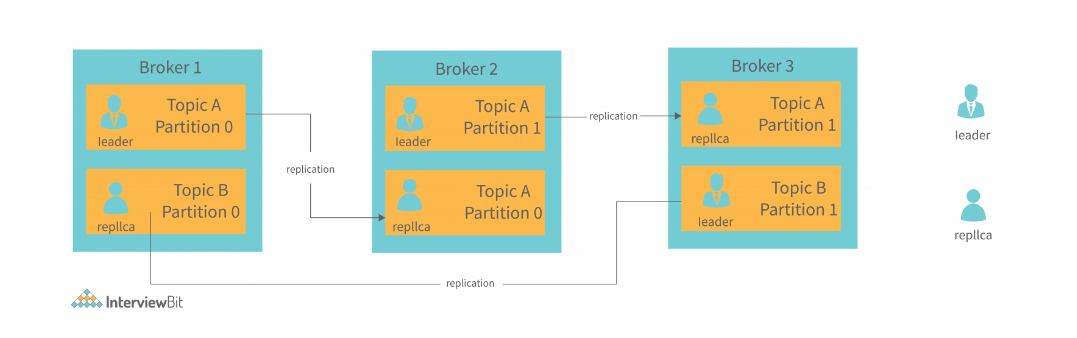 Broker 1
Topic A
Partition 0
leader
replication
Topic B
Partition 0
repllca
Broker 2
Topic A
Partition 1
leader
Topic A
Partition 0
repllca
replication
Broker 3
Topic A
Partition 1
repllca
Topic B
Partition 1
leader
replication
leader
repllca
InterviewBit